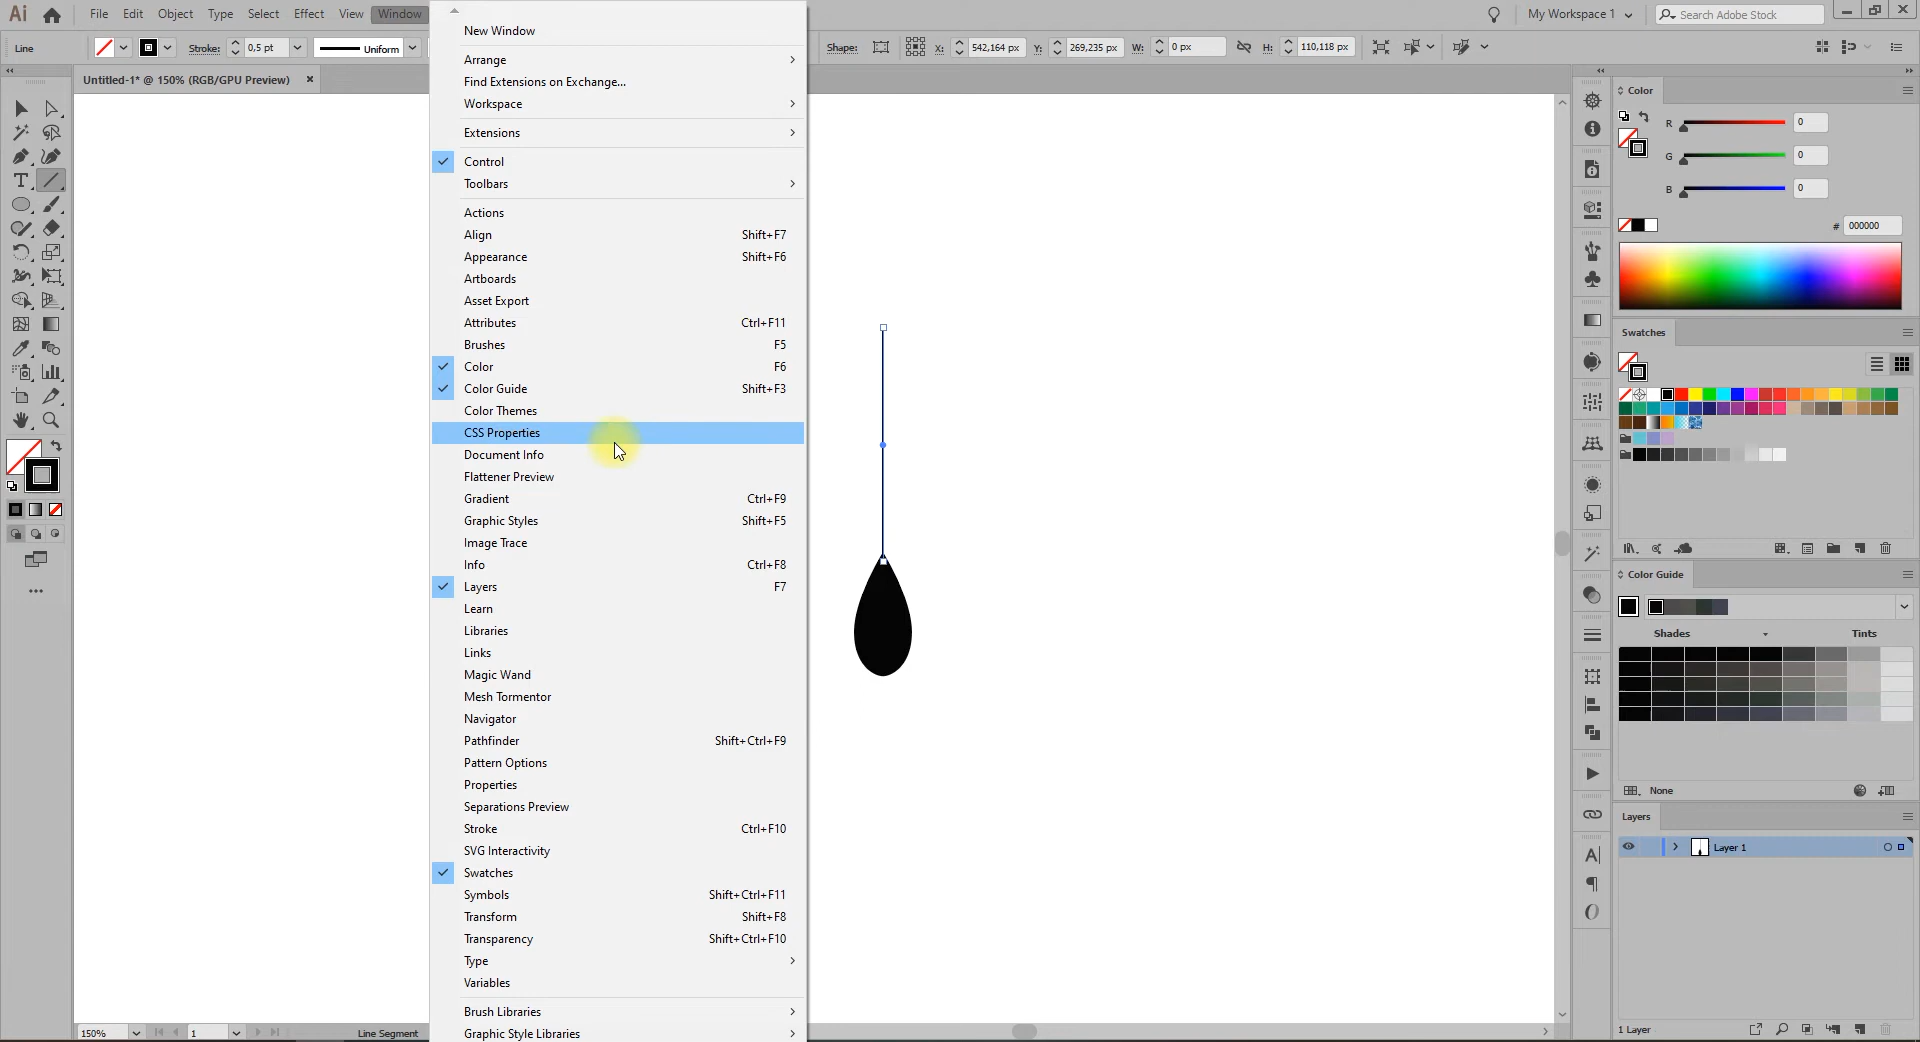 Ai File Edit Object Type Select Effect View Window My Workspace 1 Search Adobe Stock
Line Stroke: 0,5 pt Uniform Shape: X: 542,164 px Y: 269,235 px W: 0 px H: 110,118 px
Untitled-1* @ 150% (RGB/GPU Preview) ×
New Window
Arrange
Find Extensions on Exchange...
Workspace
Extensions
Control
Toolbars
Actions
Align Shift+F7
Appearance Shift+F6
Artboards
Asset Export
Attributes Ctrl+F11
Brushes F5
Color F6
Color Guide Shift+F3
Color Themes
CSS Properties
Document Info
Flattener Preview
Gradient Ctrl+F9
Graphic Styles Shift+F5
Image Trace
Info Ctrl+F8
Layers F7
Learn
Libraries
Links
Magic Wand
Mesh Tormentor
Navigator
Pathfinder Shift+Ctrl+F9
Pattern Options
Properties
Separations Preview
Stroke Ctrl+F10
SVG Interactivity
Swatches
Symbols Shift+Ctrl+F11
Transform Shift+F8
Transparency Shift+Ctrl+F10
Type
Variables
Brush Libraries
Graphic Style Libraries
Color
R 0
G 0
B 0
# 000000
Swatches
Color Guide
Shades Tints
None
Layers
Layer 1
1 Layer
150% 1 Line Segment